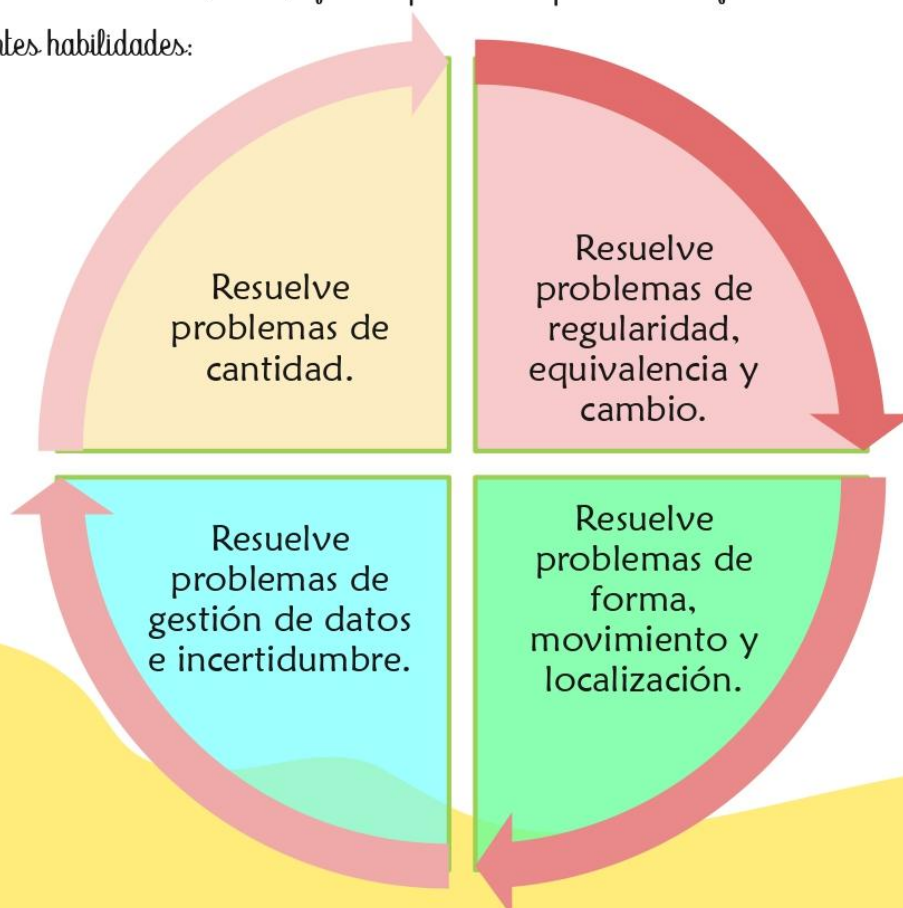 habilidades:
Resuelve
problemas de
cantidad.
Resuelve
problemas de
regularidad,
equivalencia y
cambio.
Resuelve
problemas de
gestión de datos
e incertidumbre.
Resuelve
problemas de
forma,
movimiento y
localización.